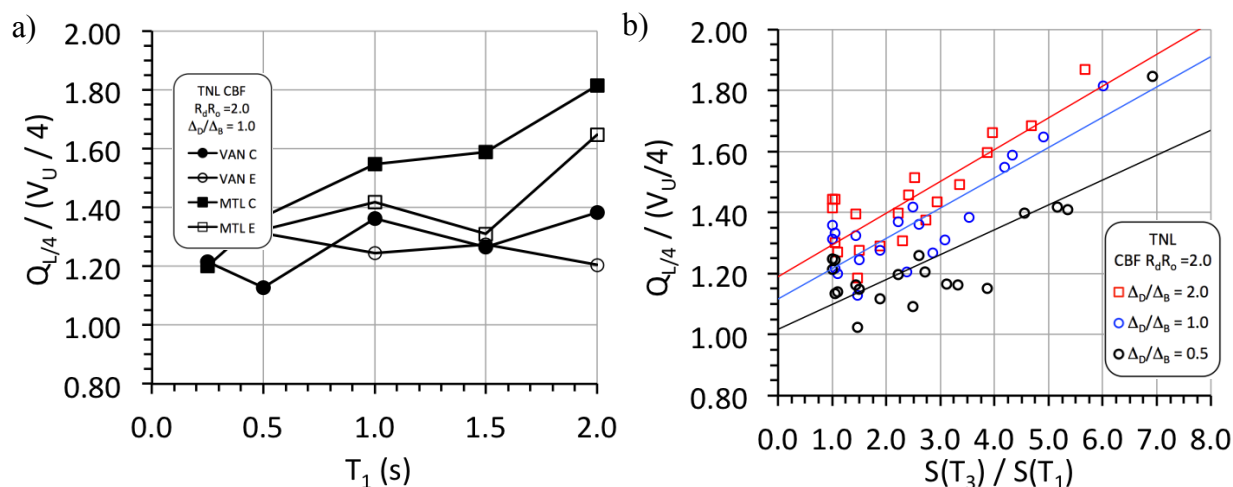 a)
Q_L/4 / (V_U / 4)
2.00
1.80
1.60
1.40
1.20
1.00
0.80
TNL CBF
R_dR_o =2.0
Δ_D/Δ_B = 1.0
VAN C
VAN E
MTL C
MTL E
0.0 0.5 1.0 1.5 2.0
T_1 (s)
b)
Q_L/4 / (V_U/4)
2.00
1.80
1.60
1.40
1.20
1.00
0.80
TNL
CBF R_dR_o =2.0
Δ_D/Δ_B = 2.0
Δ_D/Δ_B = 1.0
Δ_D/Δ_B = 0.5
0.0 1.0 2.0 3.0 4.0 5.0 6.0 7.0 8.0
S(T_3) / S(T_1)